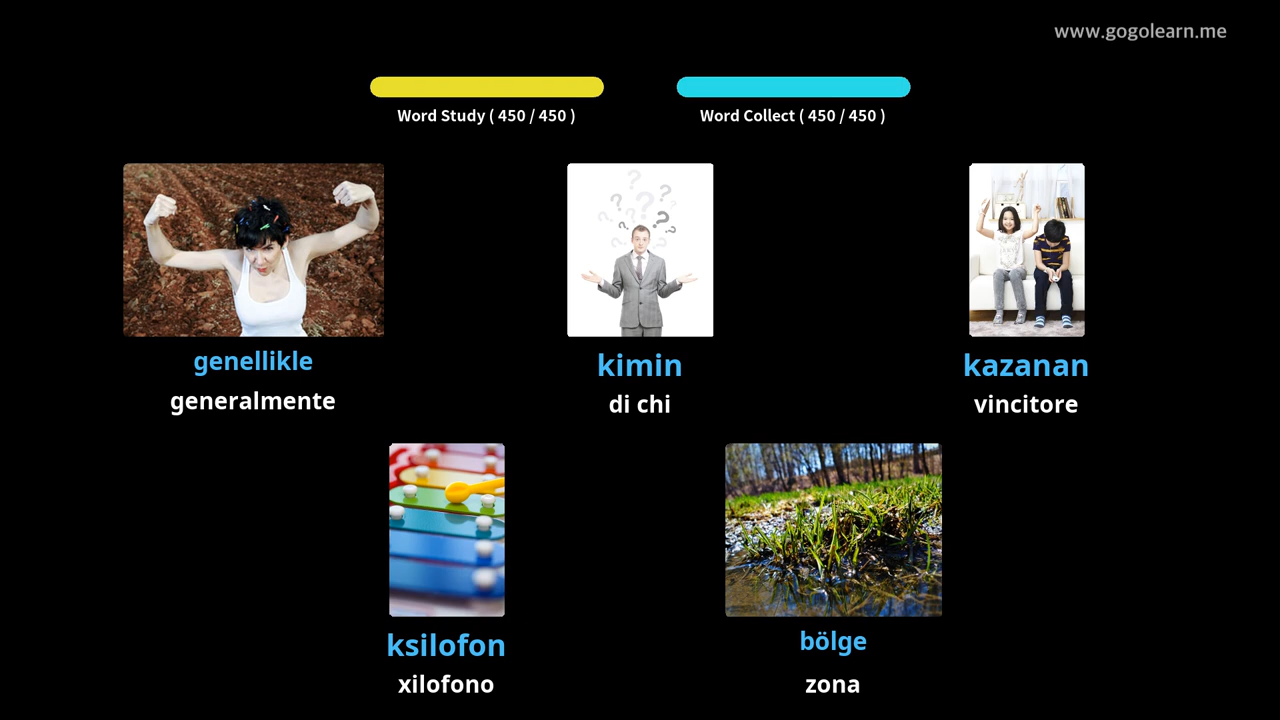 www.gogolearn.me
Word Study ( 450 / 450 )
Word Collect ( 450 / 450 )
genellikle
generalmente
kimin
di chi
kazanan
vincitore
ksilofon
xilofono
bölge
zona